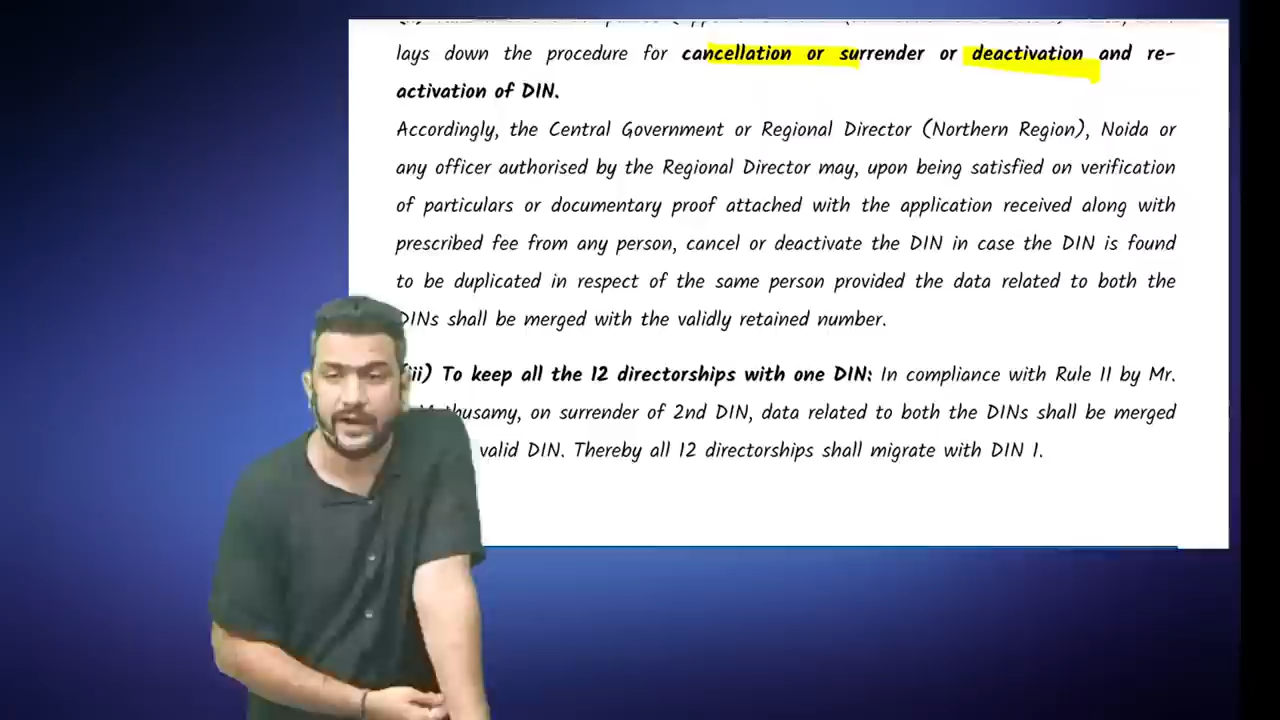 lays down the procedure for cancellation or surrender or deactivation and re-
activation of DIN.
Accordingly, the Central Government or Regional Director (Northern Region), Noida or
any officer authorised by the Regional Director may, upon being satisfied on verification
of particulars or documentary proof attached with the application received along with
prescribed fee from any person, cancel or deactivate the DIN in case the DIN is found
to be duplicated in respect of the same person provided the data related to both the
DINs shall be merged with the validly retained number.
(iii) To keep all the 12 directorships with one DIN: In compliance with Rule 11 by Mr.
on surrender of 2nd DIN, data related to both the DINs shall be merged
valid DIN. Thereby all 12 directorships shall migrate with DIN 1.